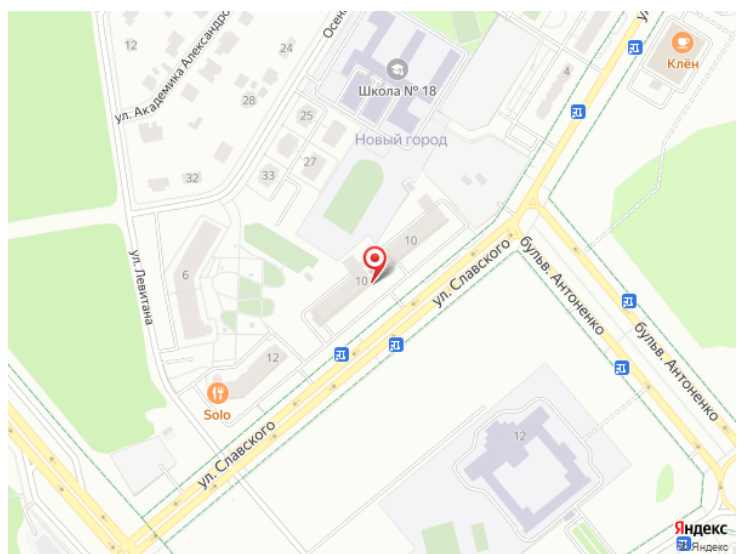 12
ул. Академика Александро
24
Осен
28
25
27
33
32
Школа № 18
Новый город
4
Клён
ул. Левитана
6
10
10
12
Solo
ул. Славского
ул. Славского
бульв. Антоненко
бульв. Антоненко
12
Яндекс
Яндекс